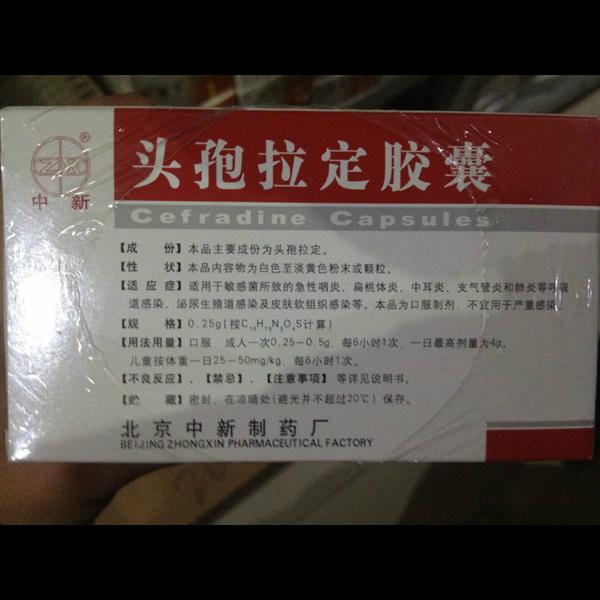 ZX ®
中新
头孢拉定胶囊
Cefradine Capsules
【成 份】本品主要成份为头孢拉定。
【性 状】本品内容物为白色至淡黄色粉末或颗粒。
【适应症】适用于敏感菌所致的急性咽炎、扁桃体炎、中耳炎、支气管炎和肺炎等呼吸
道感染、泌尿生殖道感染及皮肤软组织感染等。本品为口服制剂，不宜用于严重感染。
【规 格】0.25g(按C₁₆H₁₉N₃O₄S计算)
【用法用量】口服 成人一次0.25-0.5g，每6小时1次，一日最高剂量为4g。
儿童按体重一日25-50mg/kg，每6小时1次。
【不良反应】、【禁忌】、【注意事项】等详见说明书。
【贮 藏】密封，在凉暗处(避光并不超过20℃)保存。
北京中新制药厂
BEIJING ZHONGXIN PHARMACEUTICAL FACTORY